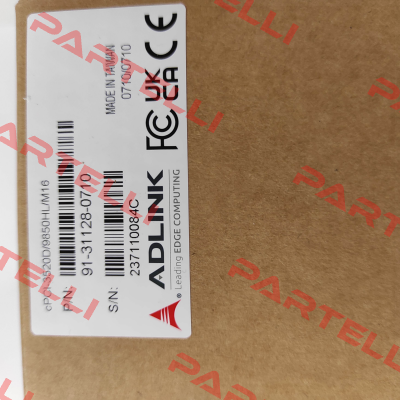 cPCI-3520D/9850HL/M16
P/N:
91-31128-0710
S/N:
237110084C
ADLINK
Leading EDGE COMPUTING
FC UK CA CE
MADE IN TAIWAN
0710/0710
PARTELLI
PARTELLI
PARTELLI
PARTELLI